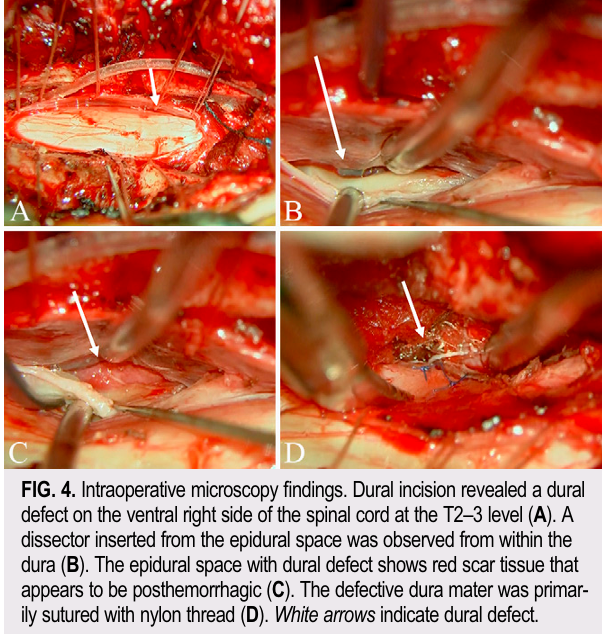 A
B
C
D
FIG. 4. Intraoperative microscopy findings. Dural incision revealed a dural
defect on the ventral right side of the spinal cord at the T2–3 level (A). A
dissector inserted from the epidural space was observed from within the
dura (B). The epidural space with dural defect shows red scar tissue that
appears to be posthemorrhagic (C). The defective dura mater was primar-
ily sutured with nylon thread (D). White arrows indicate dural defect.